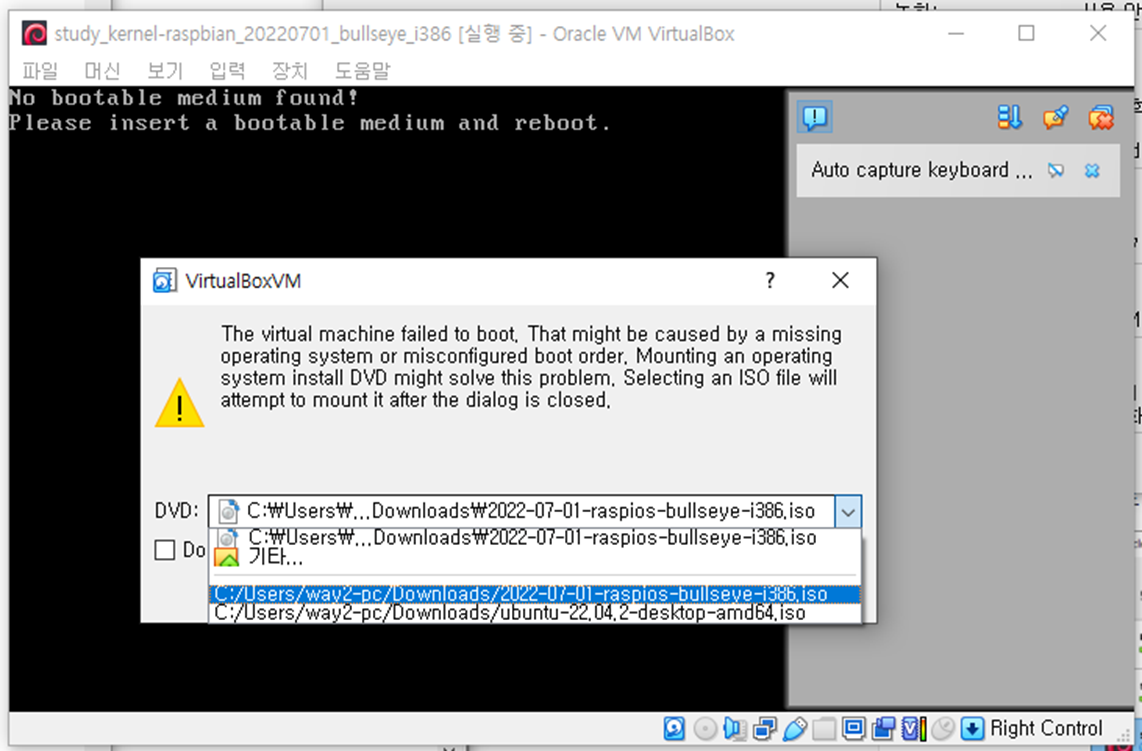 study_kernel-raspbian_20220701_bullseye_i386 [실행 중] - Oracle VM VirtualBox
파일 머신 보기 입력 장치 도움말
No bootable medium found!
Please insert a bootable medium and reboot.
Auto capture keyboard ...
VirtualBoxVM
The virtual machine failed to boot. That might be caused by a missing
operating system or misconfigured boot order. Mounting an operating
system install DVD might solve this problem. Selecting an ISO file will
attempt to mount it after the dialog is closed.
DVD: C:₩Users₩...Downloads₩2022-07-01-raspios-bullseye-i386.iso
C:₩Users₩...Downloads₩2022-07-01-raspios-bullseye-i386.iso
Do
기타...
C:/Users/way2-pc/Downloads/2022-07-01-raspios-bullseye-i386.iso
C:/Users/way2-pc/Downloads/ubuntu-22.04.2-desktop-amd64.iso
Right Control